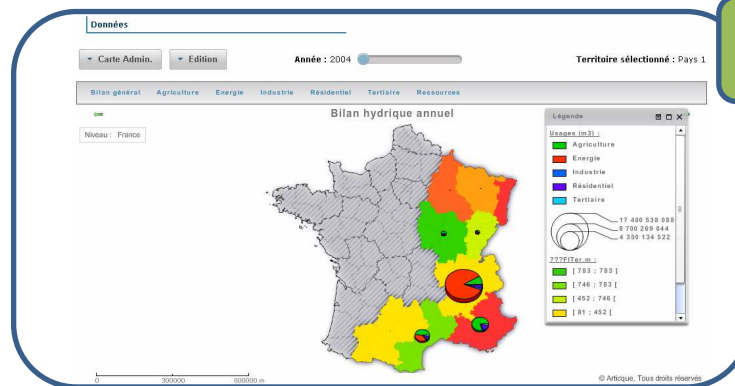 Données
Carte Admin.
Edition
Année : 2004
Territoire sélectionné : Pays 1
Bilan général Agriculture Energie Industrie Résidentiel Tertiaire Ressources
Bilan hydrique annuel
Niveau : France
Légende
Usages (m3) :
Agriculture
Energie
Industrie
Résidentiel
Tertiaire
17 400 538 088
8 700 269 044
4 350 134 522
???FITer.m :
[ 783 ; 783 ]
[ 746 ; 783 [
[ 452 ; 746 [
[ 81 ; 452 [
0 300000 600000 m
© Articque, Tous droits réservés